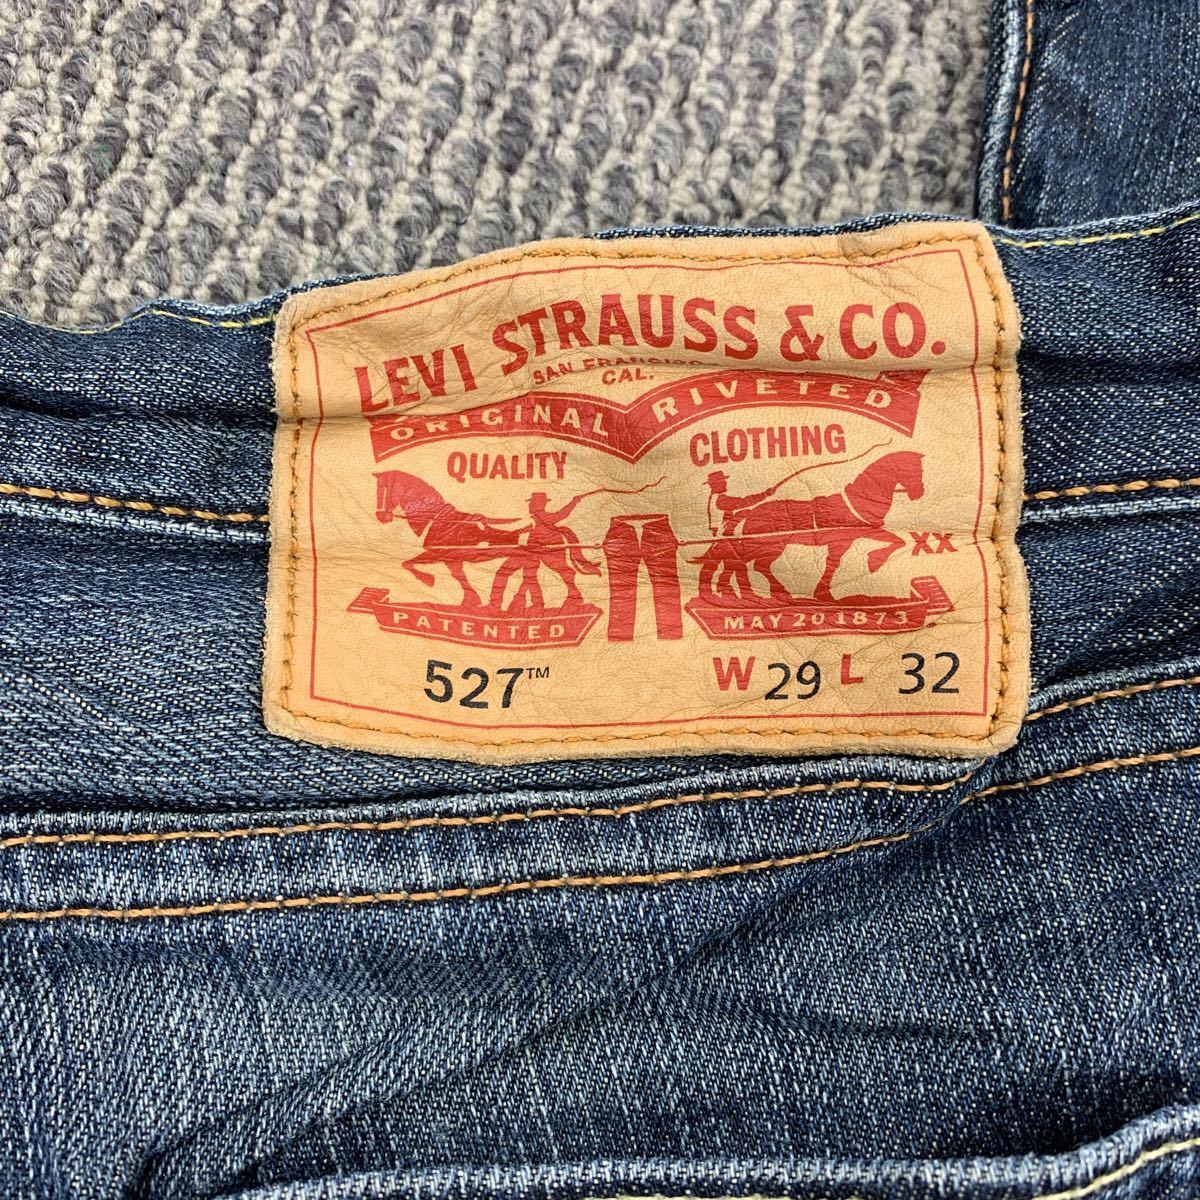 LEVI STRAUSS & CO.
SAN FRANCISCO
CAL.
ORIGINAL RIVETED
QUALITY CLOTHING
XX
PATENTED MAY 20 1873
527™ W 29 L 32